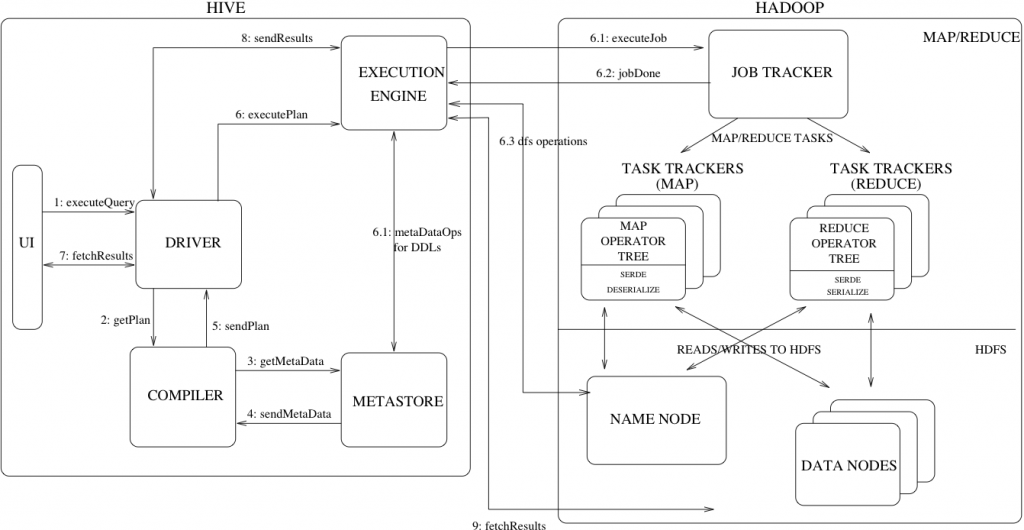 HIVE
HADOOP
MAP/REDUCE
8: sendResults
6.1: executeJob
EXECUTION
ENGINE
JOB TRACKER
6.2: jobDone
6: executePlan
6.3 dfs operations
MAP/REDUCE TASKS
TASK TRACKERS
(MAP)
TASK TRACKERS
(REDUCE)
1: executeQuery
UI
DRIVER
7: fetchResults
6.1: metaDataOps
for DDLs
MAP
OPERATOR
TREE
SERDE
DESERIALIZE
REDUCE
OPERATOR
TREE
SERDE
SERIALIZE
2: getPlan
5: sendPlan
READS/WRITES TO HDFS
HDFS
3: getMetaData
COMPILER
METASTORE
4: sendMetaData
NAME NODE
DATA NODES
9: fetchResults